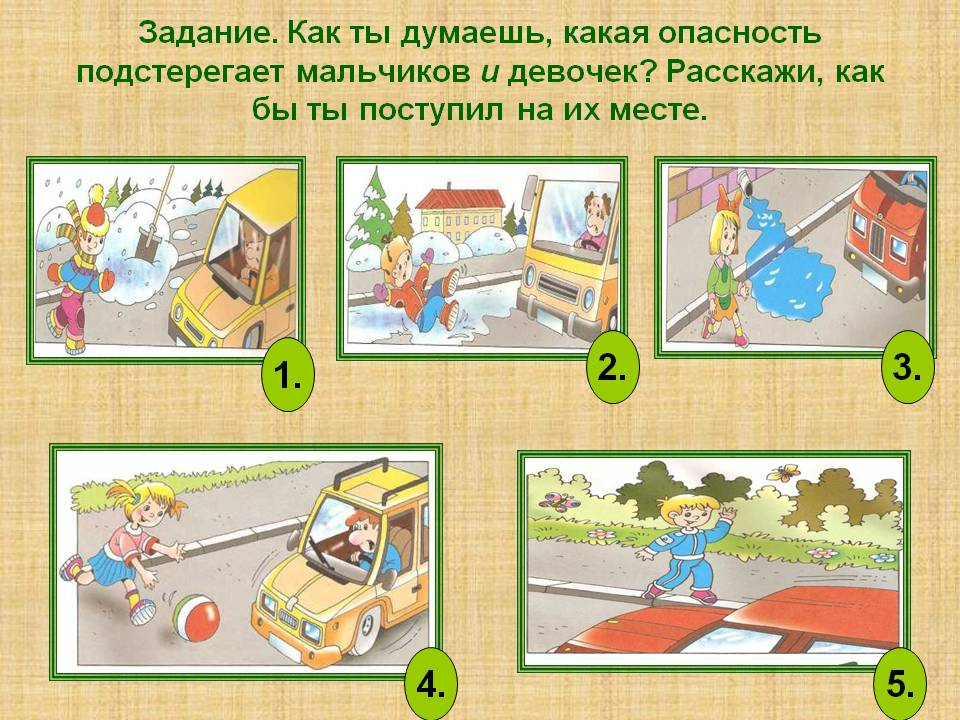 Задание. Как ты думаешь, какая опасность
подстерегает мальчиков и девочек? Расскажи, как
бы ты поступил на их месте.
1.
2.
3.
4.
5.